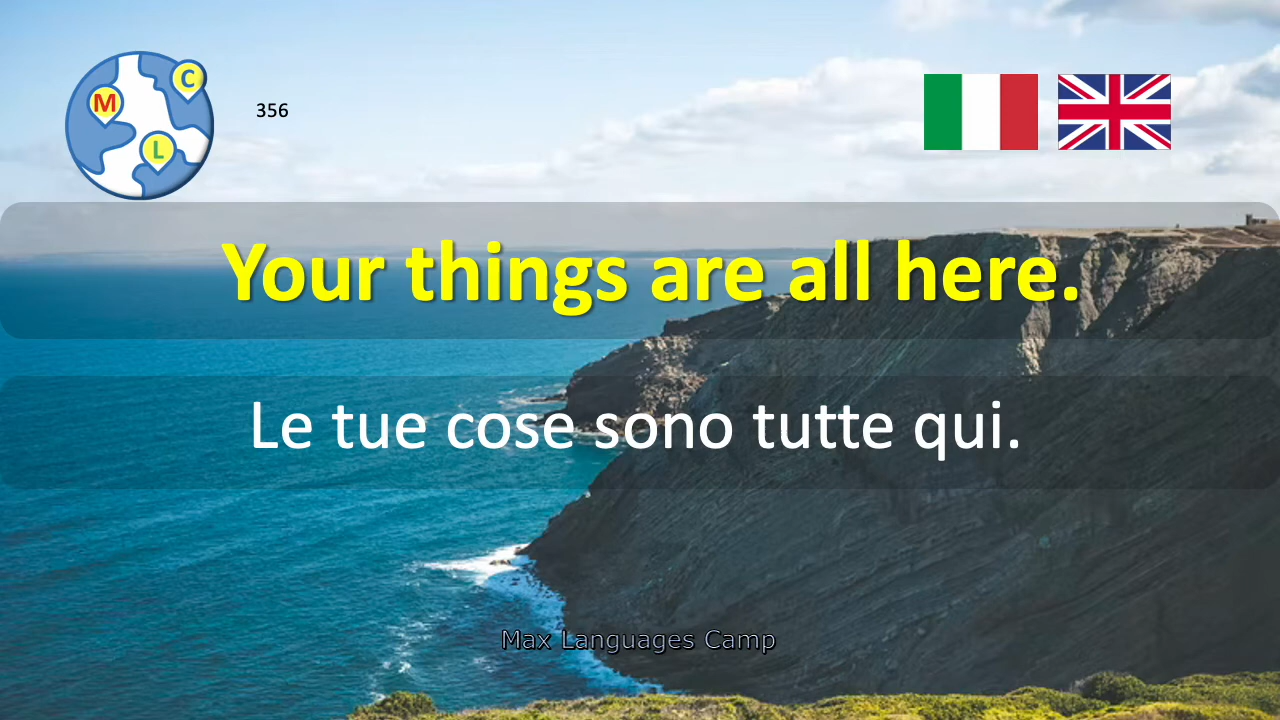 C
M
356
L
Your things are all here.
Le tue cose sono tutte qui.
Max Languages Camp